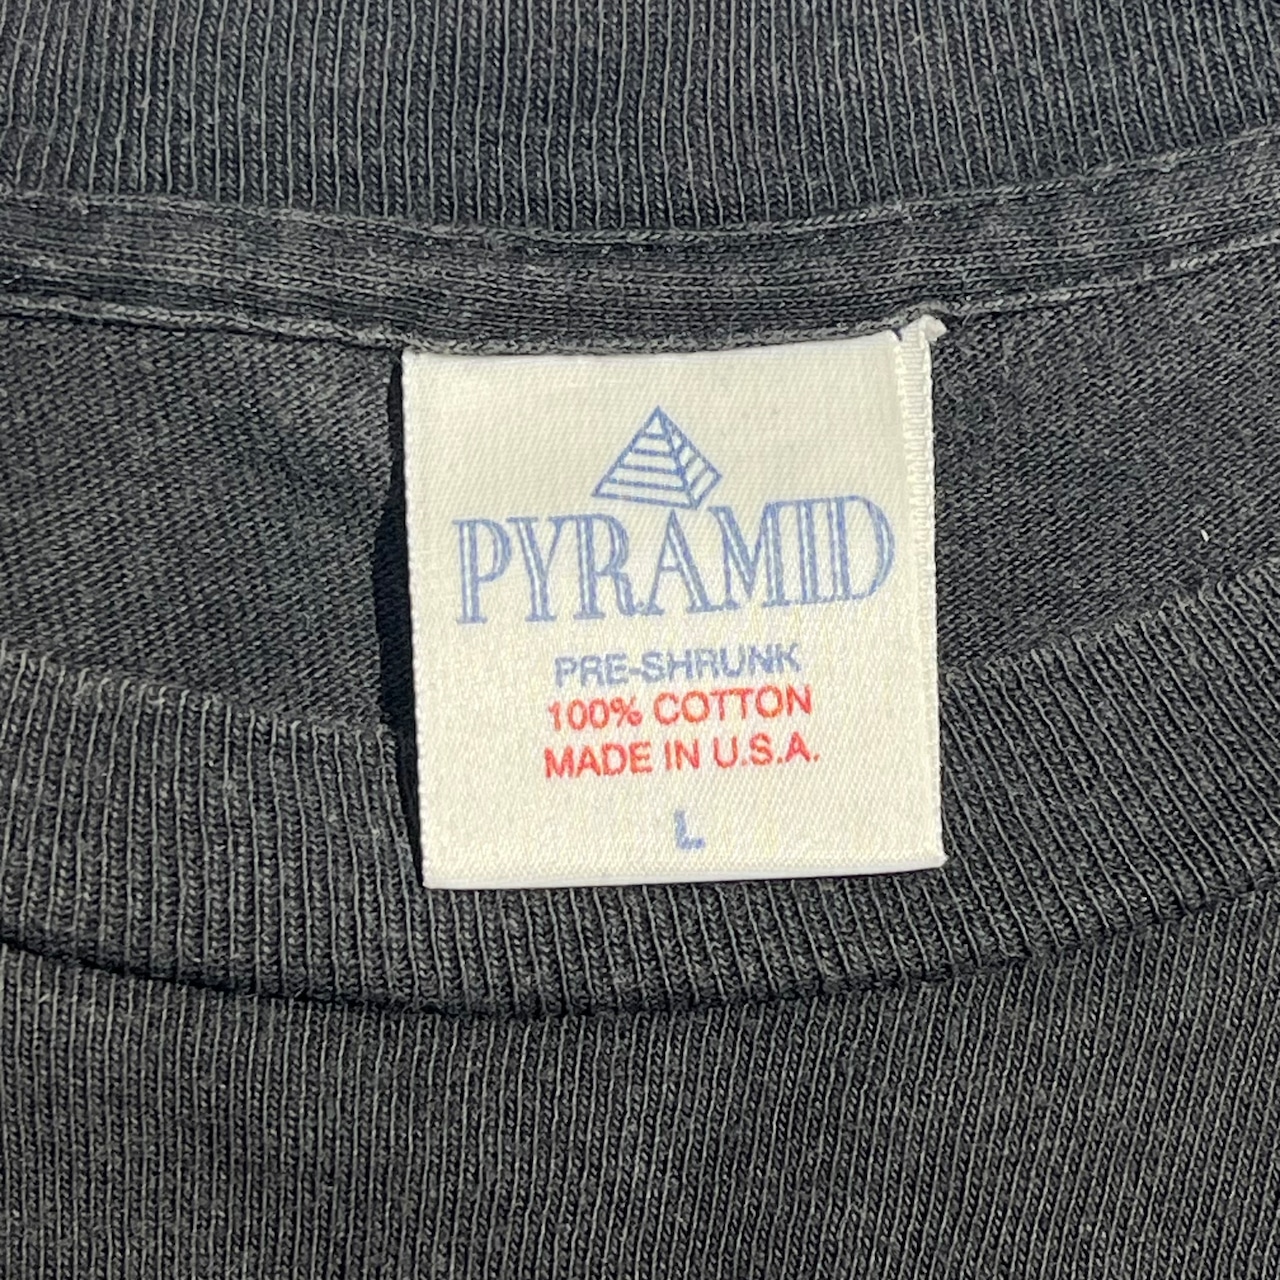 PYRAMID
PRE-SHRUNK
100% COTTON
MADE IN U.S.A.
L